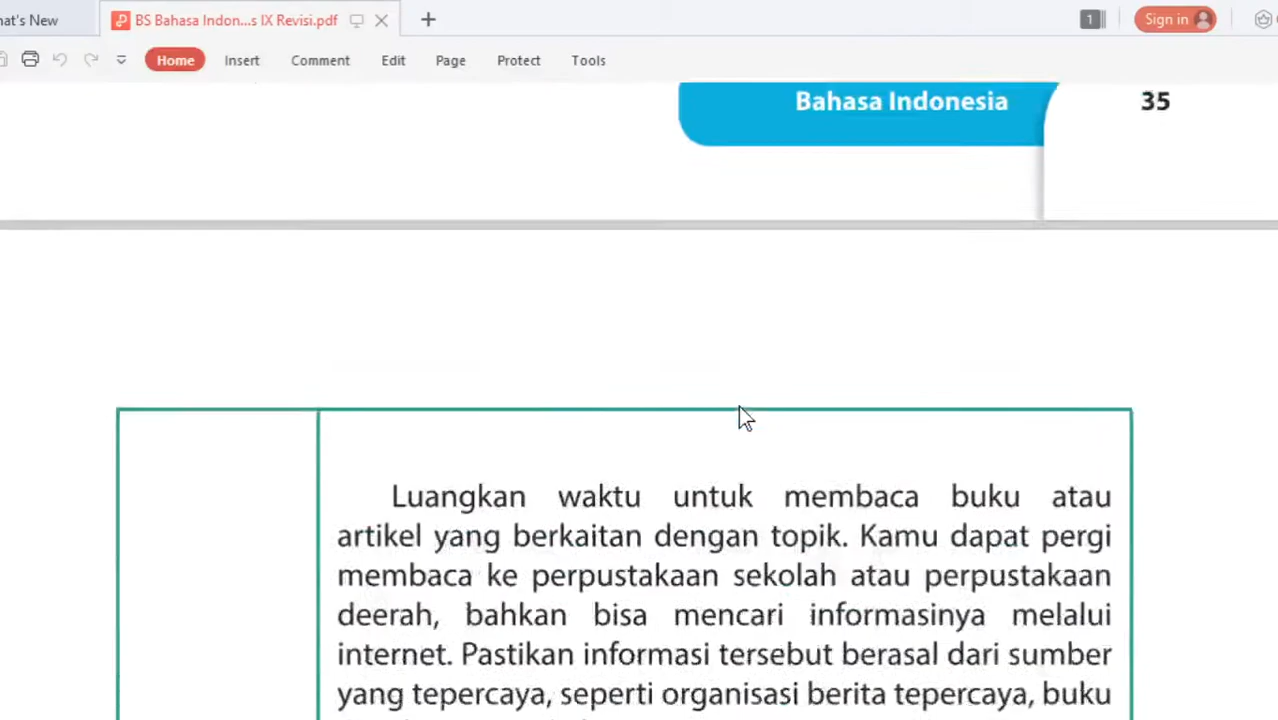 hat's New
BS Bahasa Indon...s IX Revisi.pdf
1
Sign in
Home
Insert
Comment
Edit
Page
Protect
Tools
Bahasa Indonesia
35
Luangkan waktu untuk membaca buku atau
artikel yang berkaitan dengan topik. Kamu dapat pergi
membaca ke perpustakaan sekolah atau perpustakaan
deerah, bahkan bisa mencari informasinya melalui
internet. Pastikan informasi tersebut berasal dari sumber
yang tepercaya, seperti organisasi berita tepercaya, buku